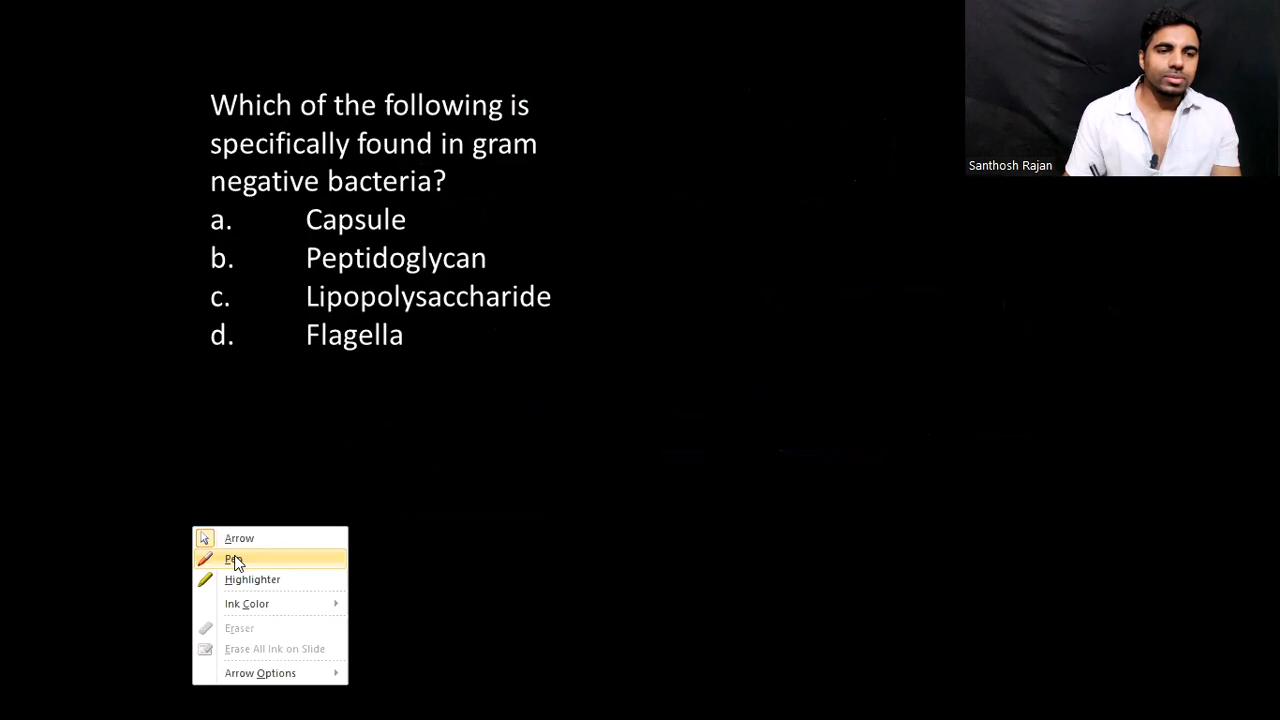 Which of the following is
specifically found in gram
negative bacteria?
a. Capsule
b. Peptidoglycan
c. Lipopolysaccharide
d. Flagella
Santhosh Rajan
Arrow
Highlighter
Ink Color
Eraser
Erase All Ink on Slide
Arrow Options